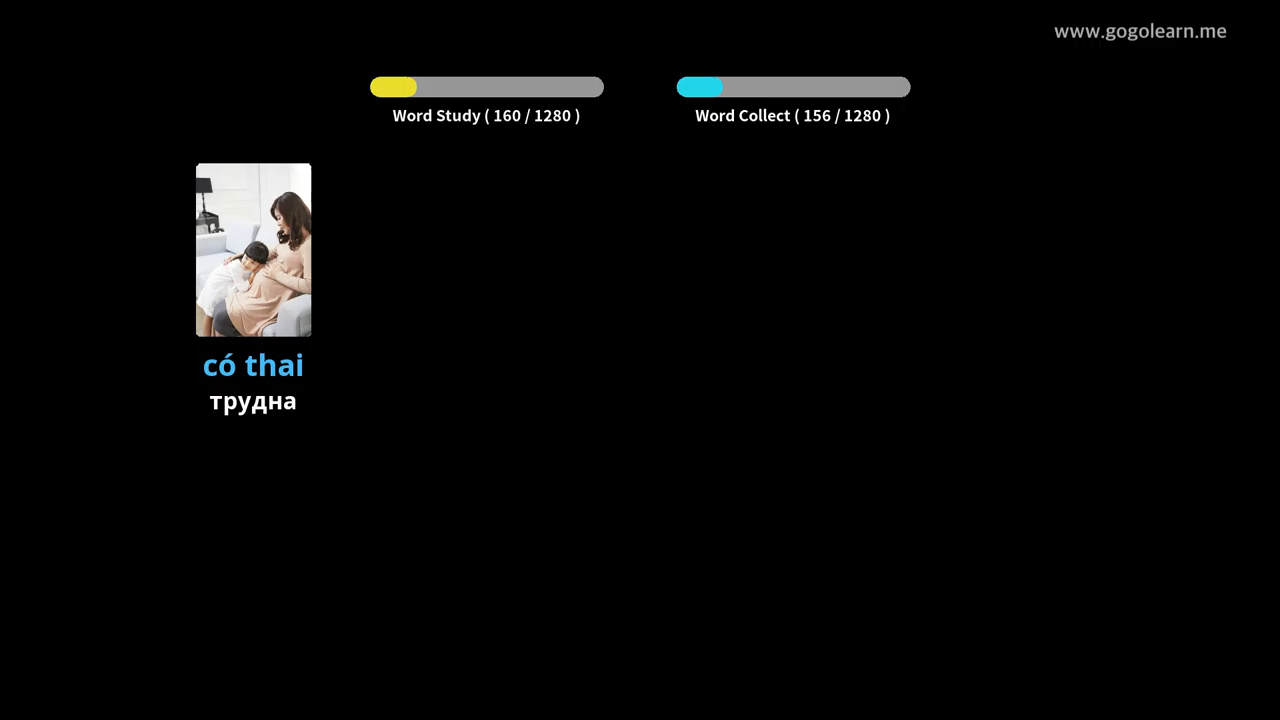 www.gogolearn.me
Word Study ( 160 / 1280 )
Word Collect ( 156 / 1280 )
có thai
трудна